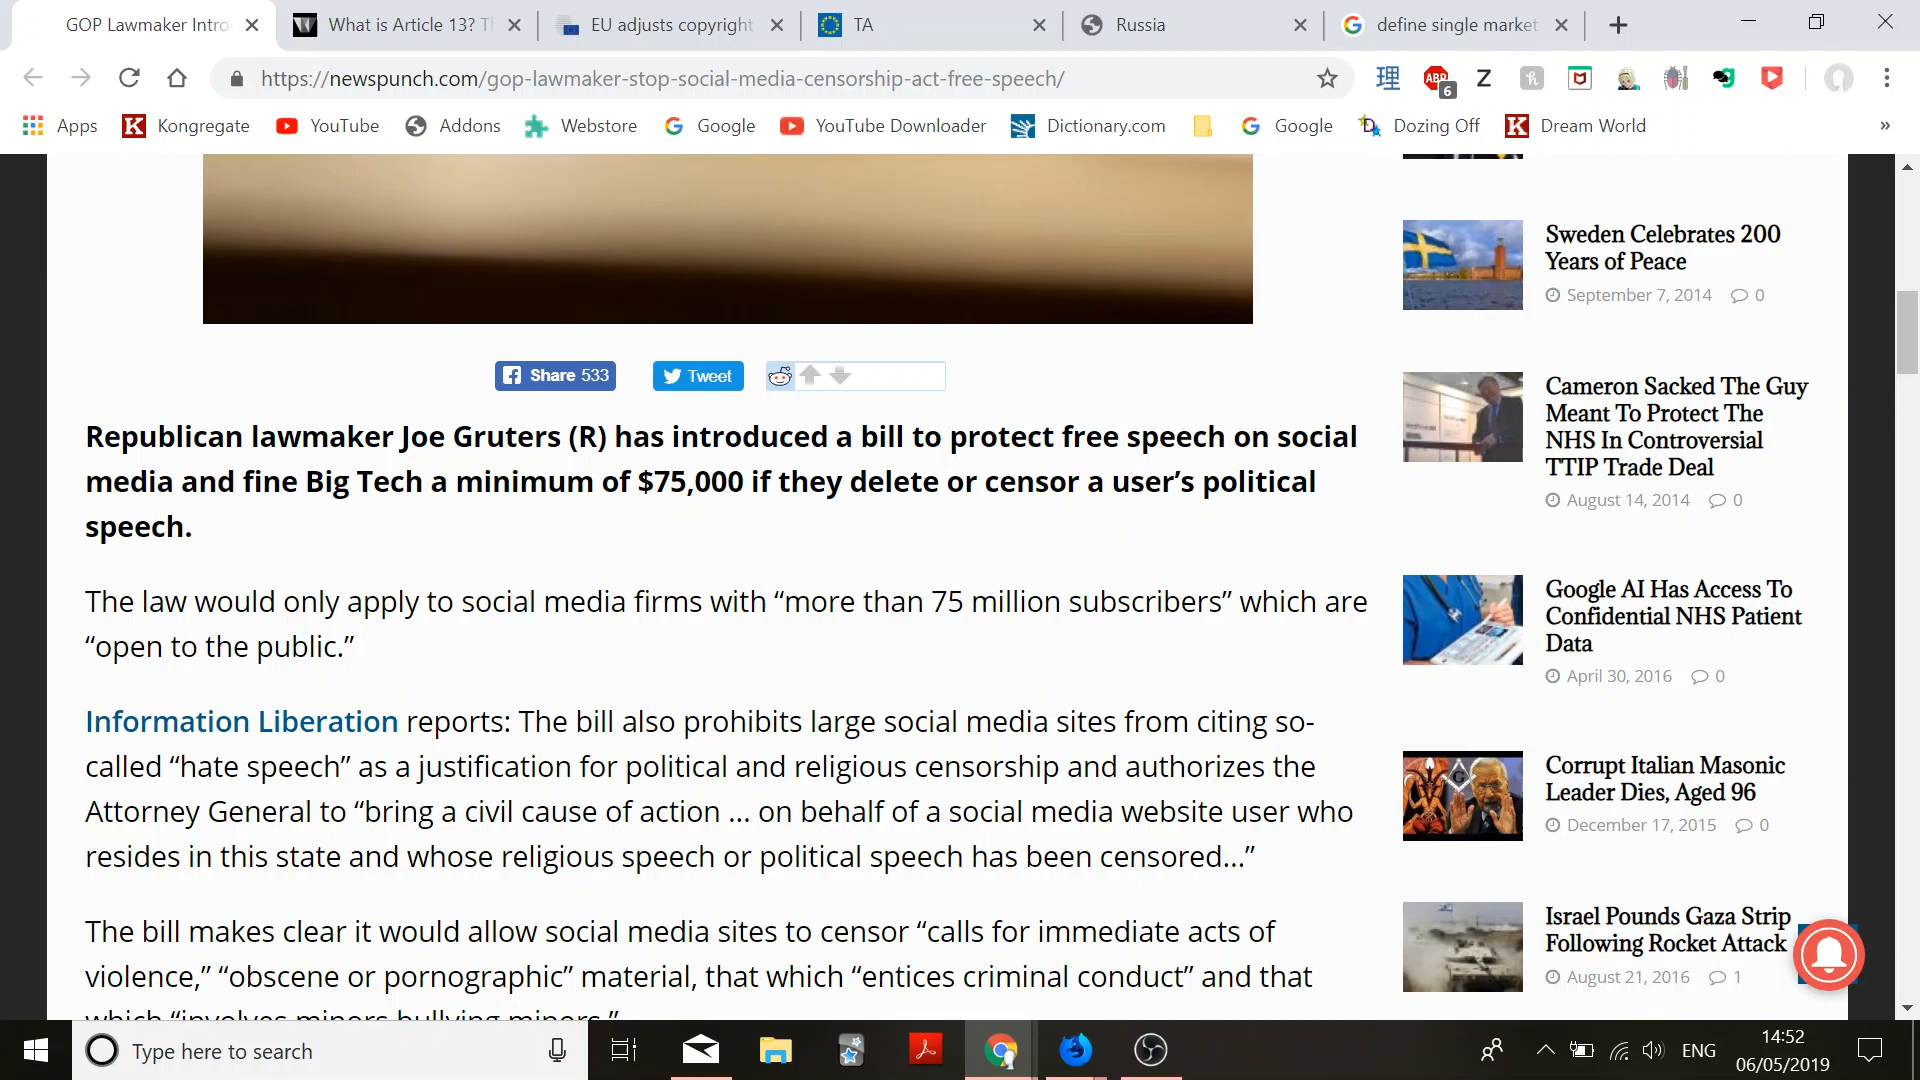 GOP Lawmaker Intro
What is Article 13? T
EU adjusts copyright
TA
Russia
define single market
https://newspunch.com/gop-lawmaker-stop-social-media-censorship-act-free-speech/
ABP
6
Apps
Kongregate
YouTube
Addons
Webstore
Google
YouTube Downloader
Dictionary.com
Google
Dozing Off
Dream World
»
Share 533
Tweet
Republican lawmaker Joe Gruters (R) has introduced a bill to protect free speech on social
media and fine Big Tech a minimum of $75,000 if they delete or censor a user’s political
speech.
The law would only apply to social media firms with “more than 75 million subscribers” which are
“open to the public.”
Information Liberation reports: The bill also prohibits large social media sites from citing so-
called “hate speech” as a justification for political and religious censorship and authorizes the
Attorney General to “bring a civil cause of action … on behalf of a social media website user who
resides in this state and whose religious speech or political speech has been censored…”
The bill makes clear it would allow social media sites to censor “calls for immediate acts of
violence,” “obscene or pornographic” material, that which “entices criminal conduct” and that
which “involves minors bullying minors.”
Sweden Celebrates 200
Years of Peace
September 7, 2014 0
Cameron Sacked The Guy
Meant To Protect The
NHS In Controversial
TTIP Trade Deal
August 14, 2014 0
Google AI Has Access To
Confidential NHS Patient
Data
April 30, 2016 0
Corrupt Italian Masonic
Leader Dies, Aged 96
December 17, 2015 0
Israel Pounds Gaza Strip
Following Rocket Attack
August 21, 2016 1
Type here to search
ENG
14:52
06/05/2019